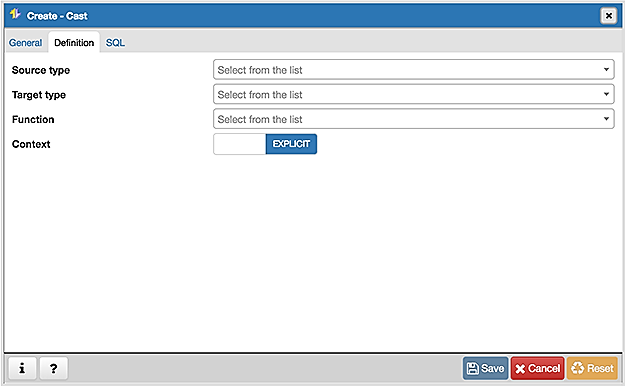 Create - Cast
General Definition SQL
Source type Select from the list
Target type Select from the list
Function Select from the list
Context EXPLICIT
i ? Save Cancel Reset